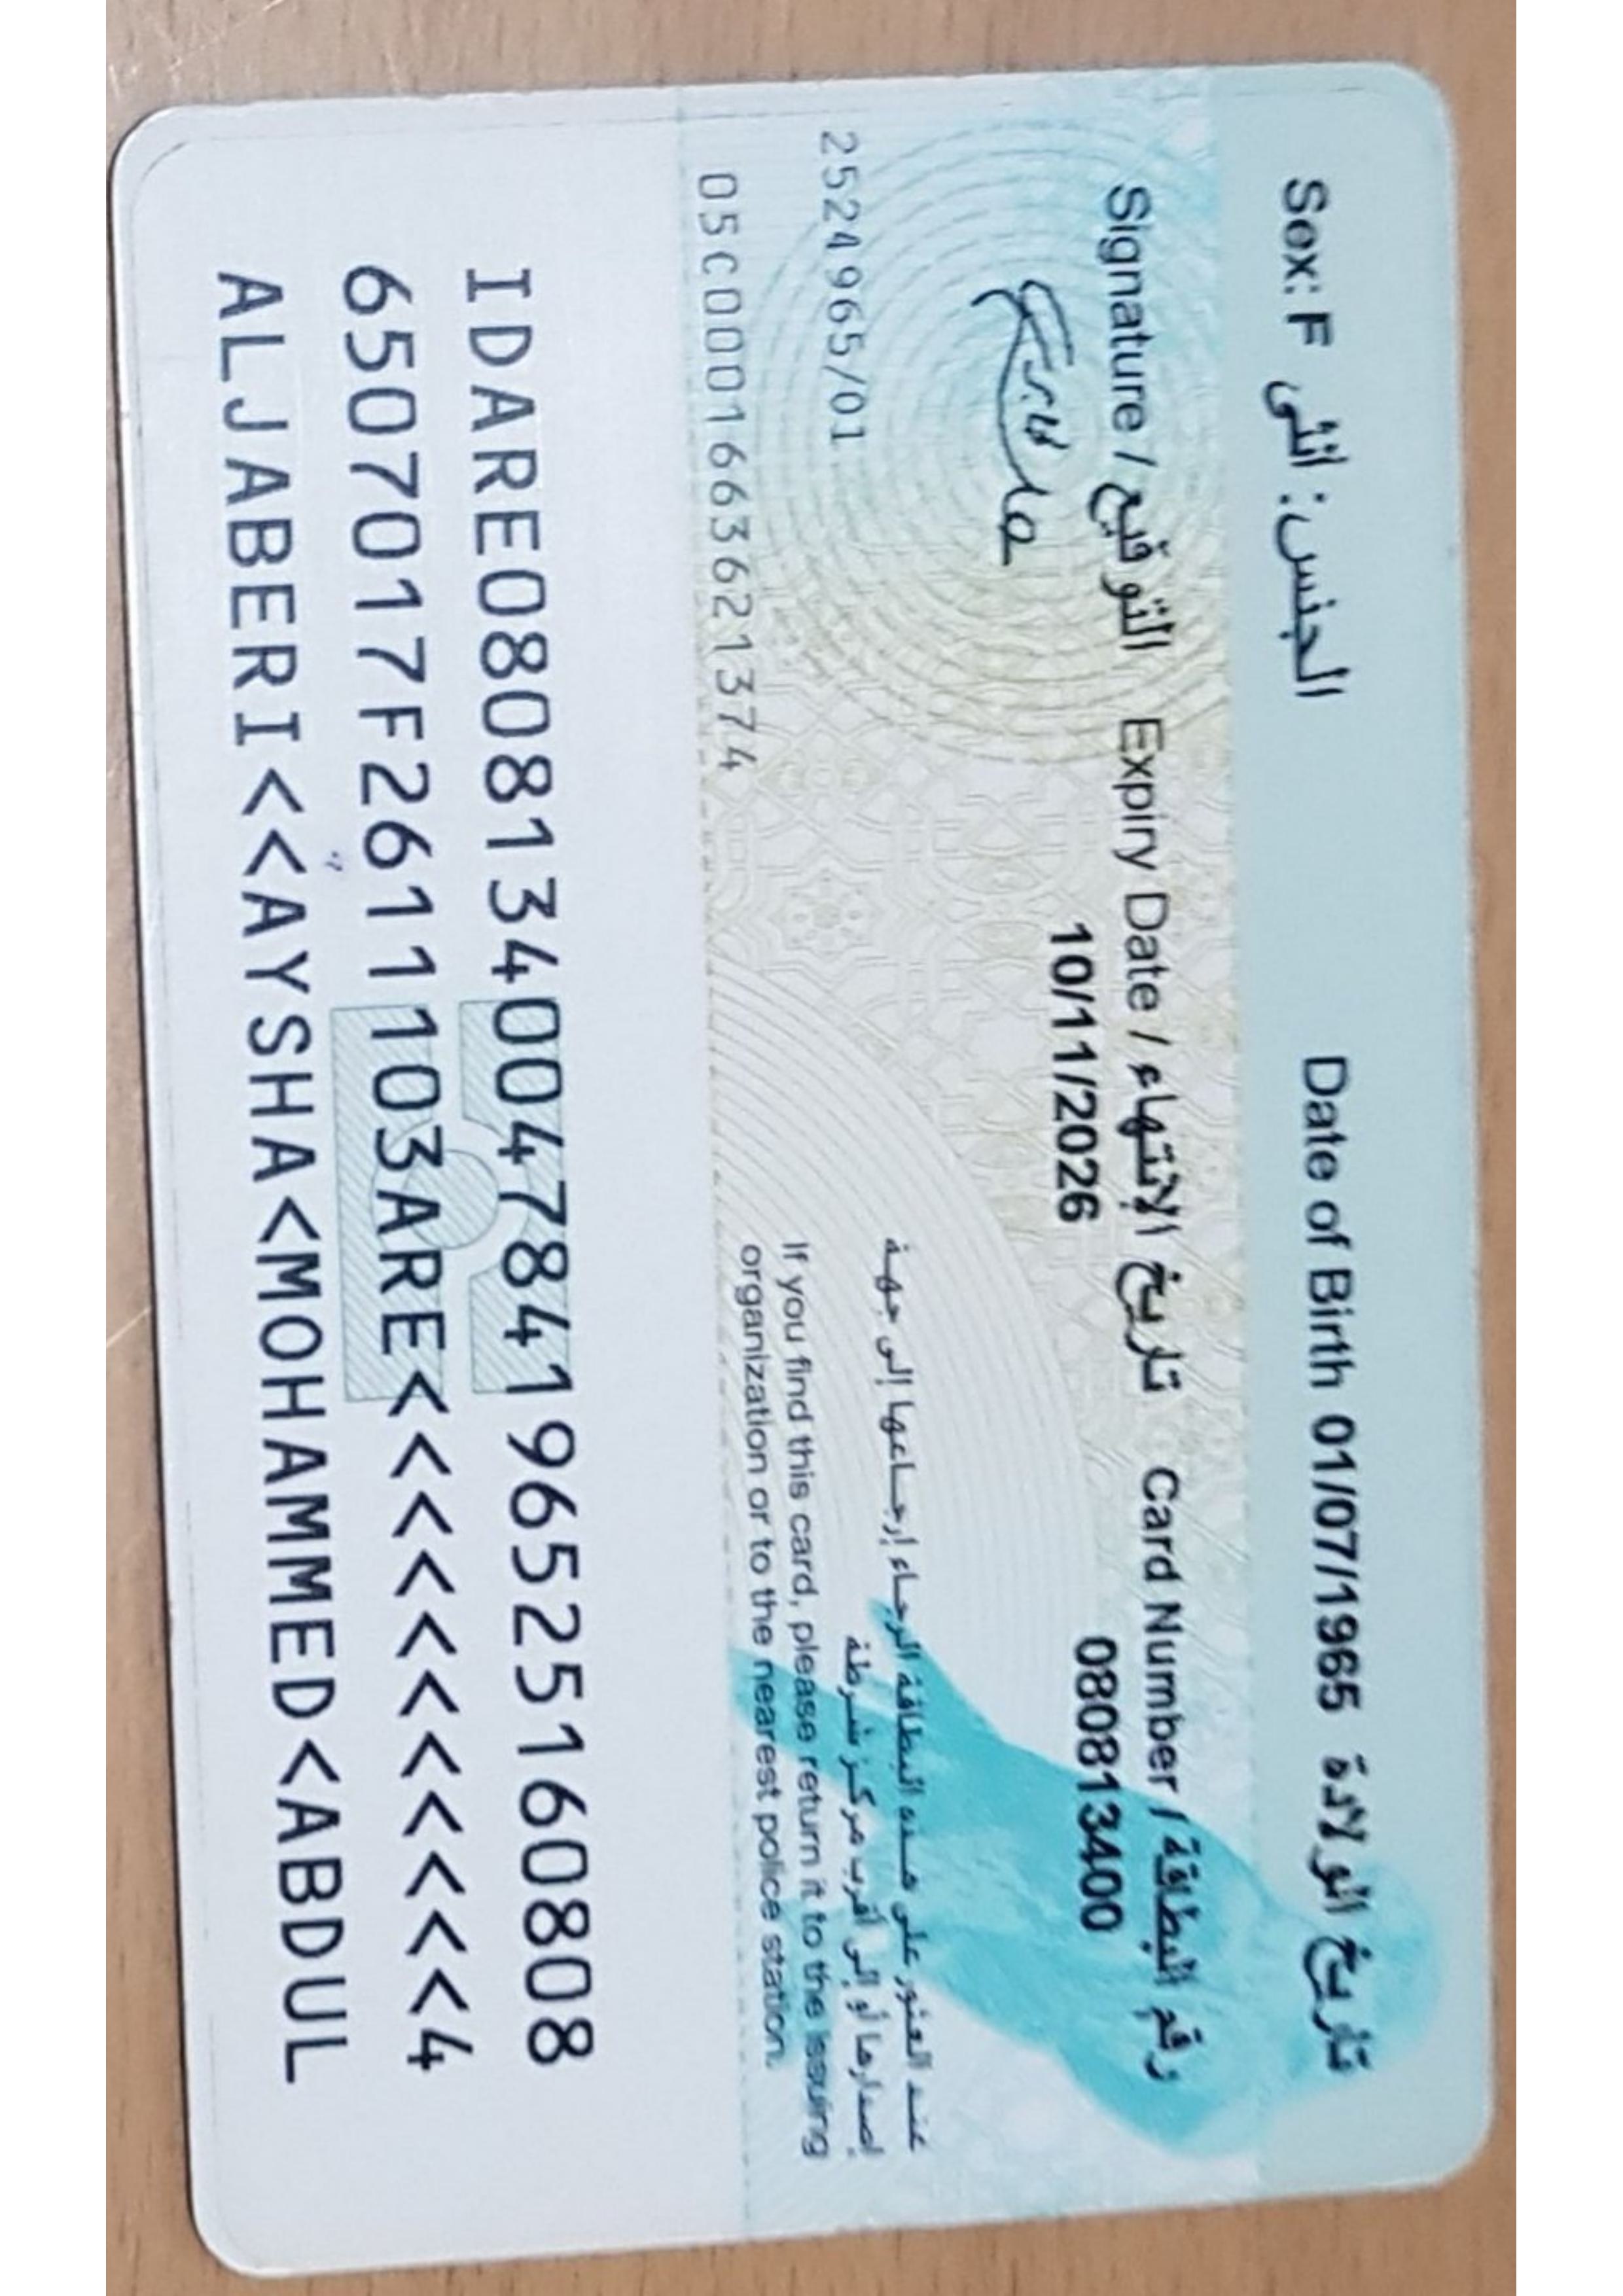 Sex: F الجنس: انثى Date of Birth 01/07/1965 تاريخ الولادة
Signature / التوقيع Expiry Date / تاريخ الإنتهاء Card Number / رقم البطاقة
10/11/2026 080813400
2524965/01
عند العثور على هذه البطاقة الرجاء إرجاعها إلى جهة
إصدارها أو إلى أقرب مركز شرطة
If you find this card, please return it to the issuing
organization or to the nearest police station.
05C00016636621374
IDARE0808134004784196525160808
6507017F2611103ARE<<<<<<<<<<<4
ALJABERI<<AYSHA<MOHAMMED<ABDUL